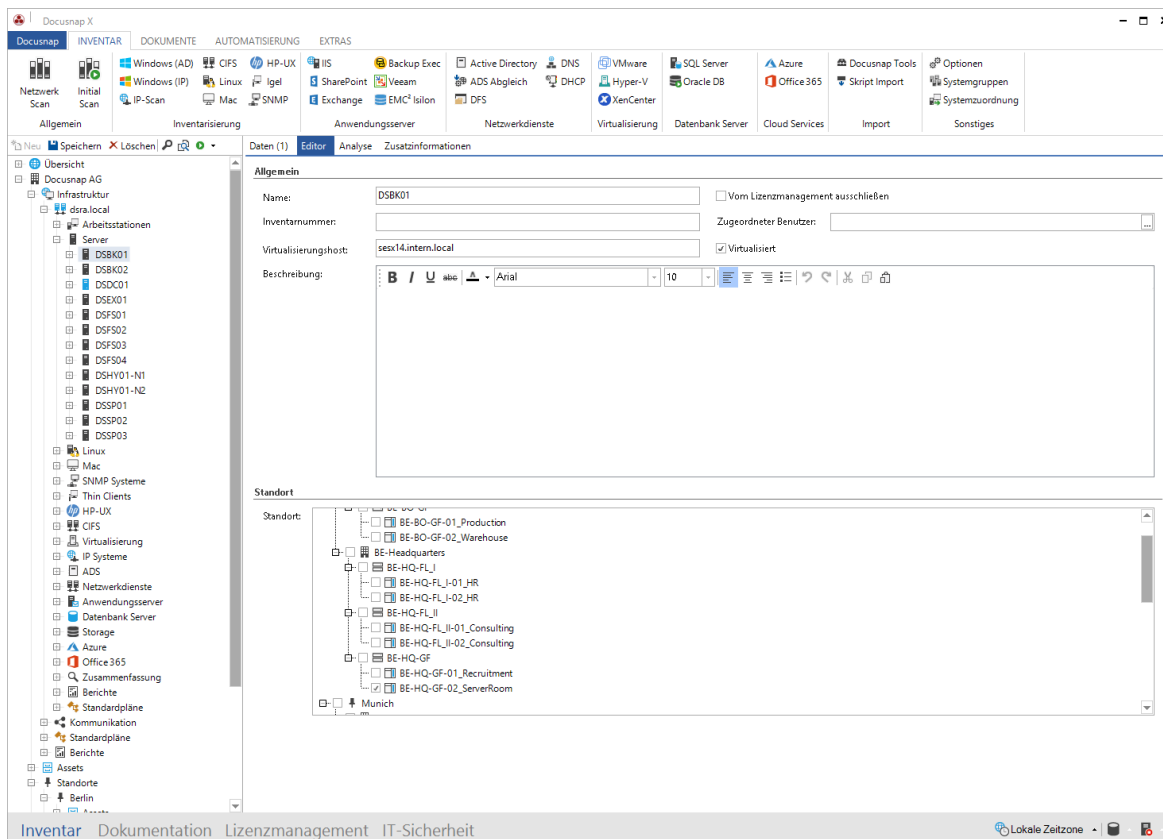 Docusnap X
Docusnap INVENTAR DOKUMENTE AUTOMATISIERUNG EXTRAS
Windows (AD) CIFS HP-UX IIS Backup Exec Active Directory DNS VMware SQL Server Azure Docusnap Tools Optionen
Windows (IP) Linux Igel SharePoint Veeam ADS Abgleich DHCP Hyper-V Oracle DB Office 365 Skript Import Systemgruppen
Netzwerk Scan Initial Scan IP-Scan Mac SNMP Exchange EMC² Isilon DFS XenCenter Systemzuordnung
Allgemein Inventarisierung Anwendungsserver Netzwerkdienste Virtualisierung Datenbank Server Cloud Services Import Sonstiges
Neu Speichern Löschen
Übersicht
Docusnap AG
Infrastruktur
dsra.local
Arbeitsstationen
Server
DSBK01
DSBK02
DSDC01
DSEX01
DSFS01
DSFS02
DSFS03
DSFS04
DSHY01-N1
DSHY01-N2
DSSP01
DSSP02
DSSP03
Linux
Mac
SNMP Systeme
Thin Clients
HP-UX
CIFS
Virtualisierung
IP Systeme
ADS
Netzwerkdienste
Anwendungsserver
Datenbank Server
Storage
Azure
Office 365
Zusammenfassung
Berichte
Standardpläne
Kommunikation
Standardpläne
Berichte
Assets
Standorte
Berlin
Assets
Daten (1) Editor Analyse Zusatzinformationen
Allgemein
Name: DSBK01 Vom Lizenzmanagement ausschließen
Inventarnummer: Zugeordneter Benutzer: ...
Virtualisierungshost: sesx14.intern.local Virtualisiert
Beschreibung: B I U abc A Arial 10
Standort
Standort: BE-BO-GF
BE-BO-GF-01_Production
BE-BO-GF-02_Warehouse
BE-Headquarters
BE-HQ-FL_I
BE-HQ-FL_I-01_HR
BE-HQ-FL_I-02_HR
BE-HQ-FL_II
BE-HQ-FL_II-01_Consulting
BE-HQ-FL_II-02_Consulting
BE-HQ-GF
BE-HQ-GF-01_Recruitment
BE-HQ-GF-02_ServerRoom
Munich
Inventar Dokumentation Lizenzmanagement IT-Sicherheit Lokale Zeitzone